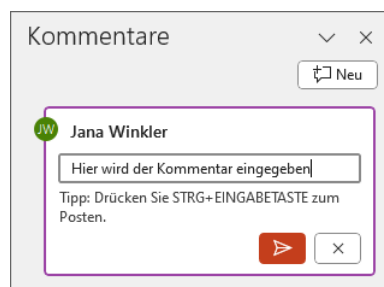 Kommentare
Neu
JW
Jana Winkler
Hier wird der Kommentar eingegeben
Tipp: Drücken Sie STRG+EINGABETASTE zum
Posten.